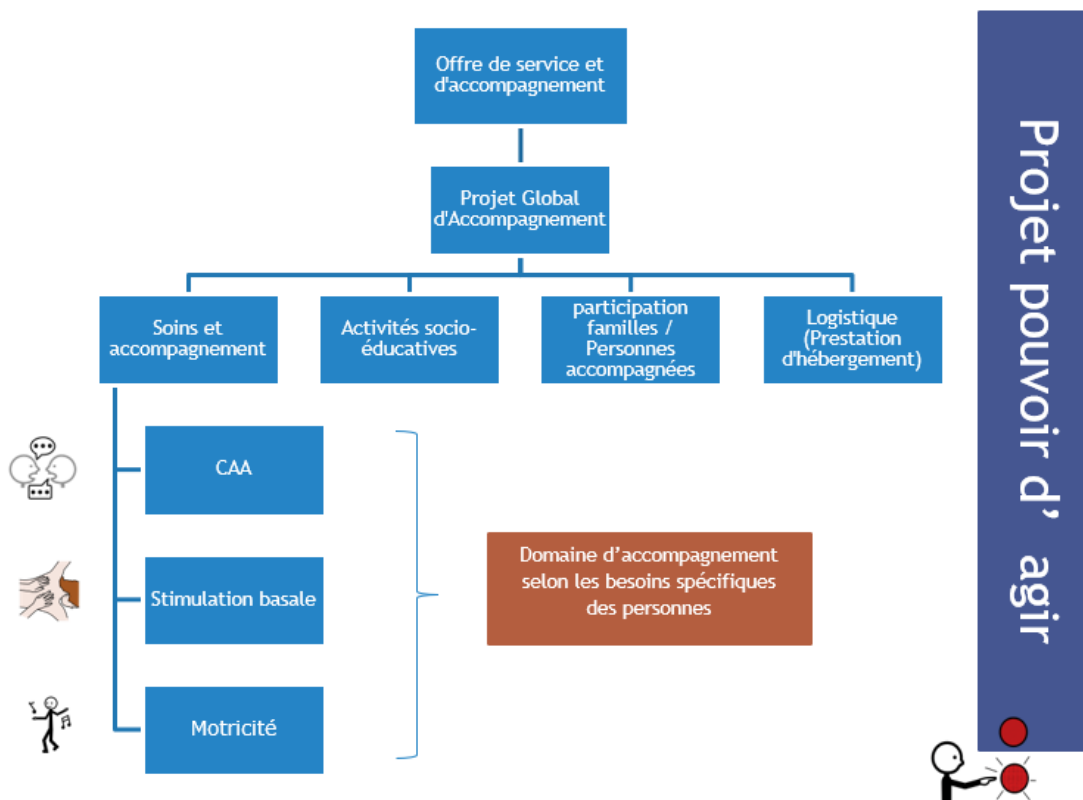 Offre de service et
d'accompagnement
Projet Global
d'Accompagnement
Soins et
accompagnement
Activités socio-
éducatives
participation
familles /
Personnes
accompagnées
Logistique
(Prestation
d'hébergement)
CAA
Stimulation basale
Motricité
Domaine d’accompagnement
selon les besoins spécifiques
des personnes
Projet pouvoir d’ agir